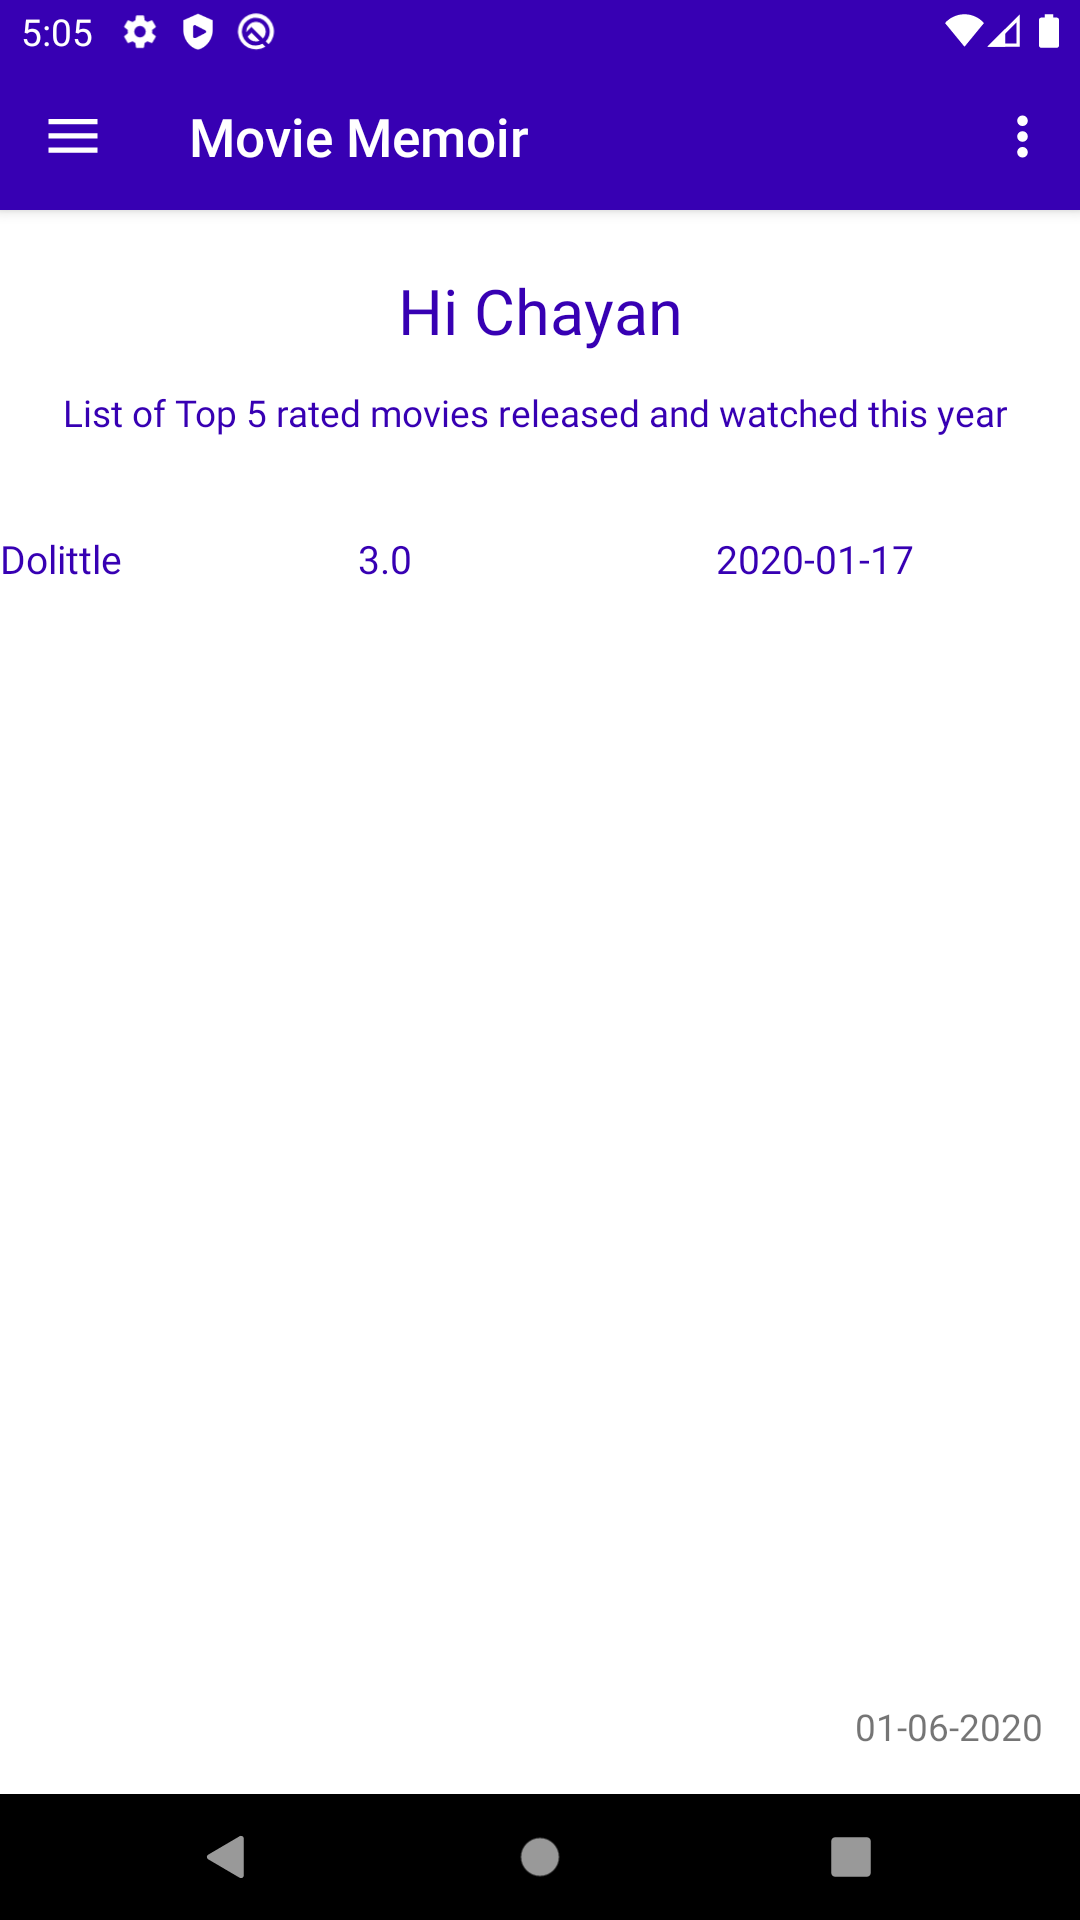 5:05
Movie Memoir
Hi Chayan
List of Top 5 rated movies released and watched this year
Dolittle 3.0 2020-01-17
01-06-2020